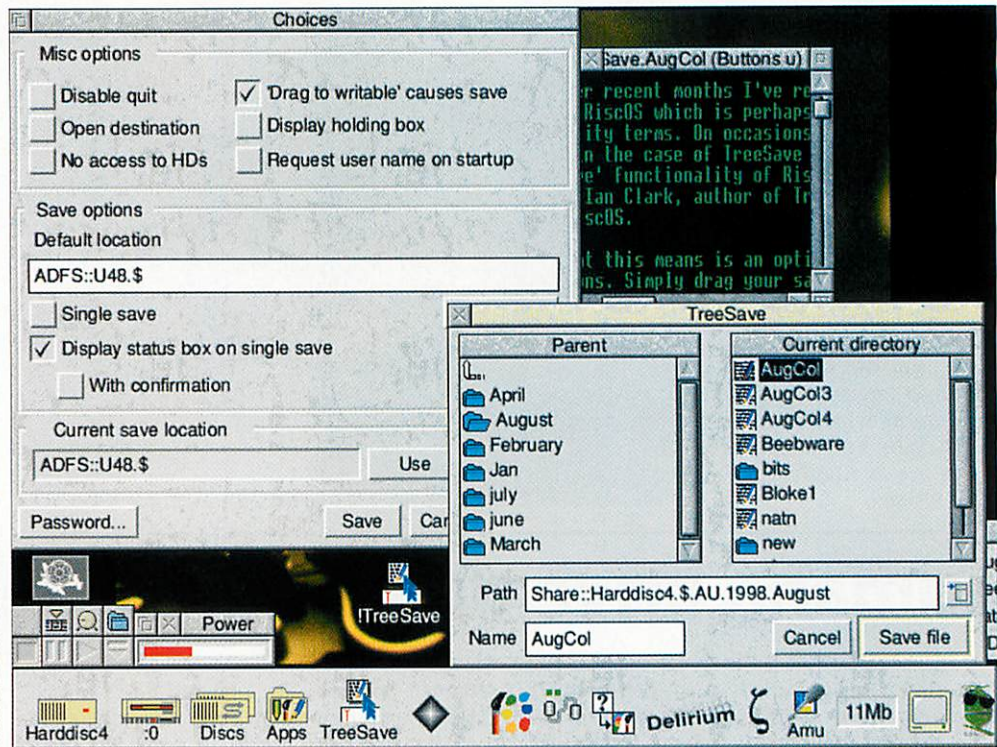 Choices
Misc options
Disable quit
'Drag to writable' causes save
Open destination
Display holding box
No access to HDs
Request user name on startup
Save options
Default location
ADFS::U48.$
Single save
Display status box on single save
With confirmation
Current save location
ADFS::U48.$
Use
Password...
Save
Save.AugCol (Buttons u)
r recent months I've re
RiscOS which is perhaps
ity terms. On occasions
n the case of TreeSave
e' functionality of Ris
Ian Clark, author of Tr
scOS.
t this means is an opti
ns. Simply drag your sa
TreeSave
Parent
April
August
February
Jan
july
june
March
Current directory
AugCol
AugCol3
AugCol4
Beebware
bits
Bloke1
natn
new
Path
Share::Harddisc4.$.AU.1998.August
Name
AugCol
Cancel
Save file
!TreeSave
Power
Harddisc4
:0
Discs
Apps
TreeSave
Delirium
Amu
11Mb